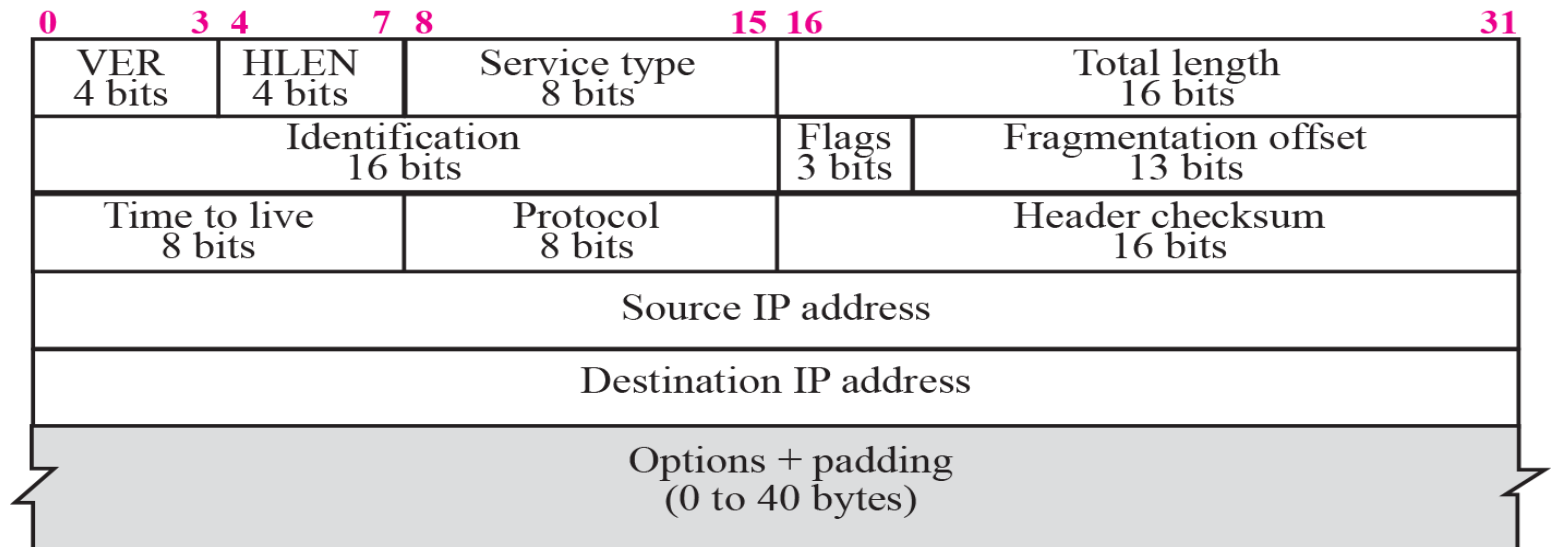 0 3 4 7 8 15 16 31
VER HLEN Service type Total length
4 bits 4 bits 8 bits 16 bits
Identification Flags Fragmentation offset
16 bits 3 bits 13 bits
Time to live Protocol Header checksum
8 bits 8 bits 16 bits
Source IP address
Destination IP address
Options + padding
(0 to 40 bytes)